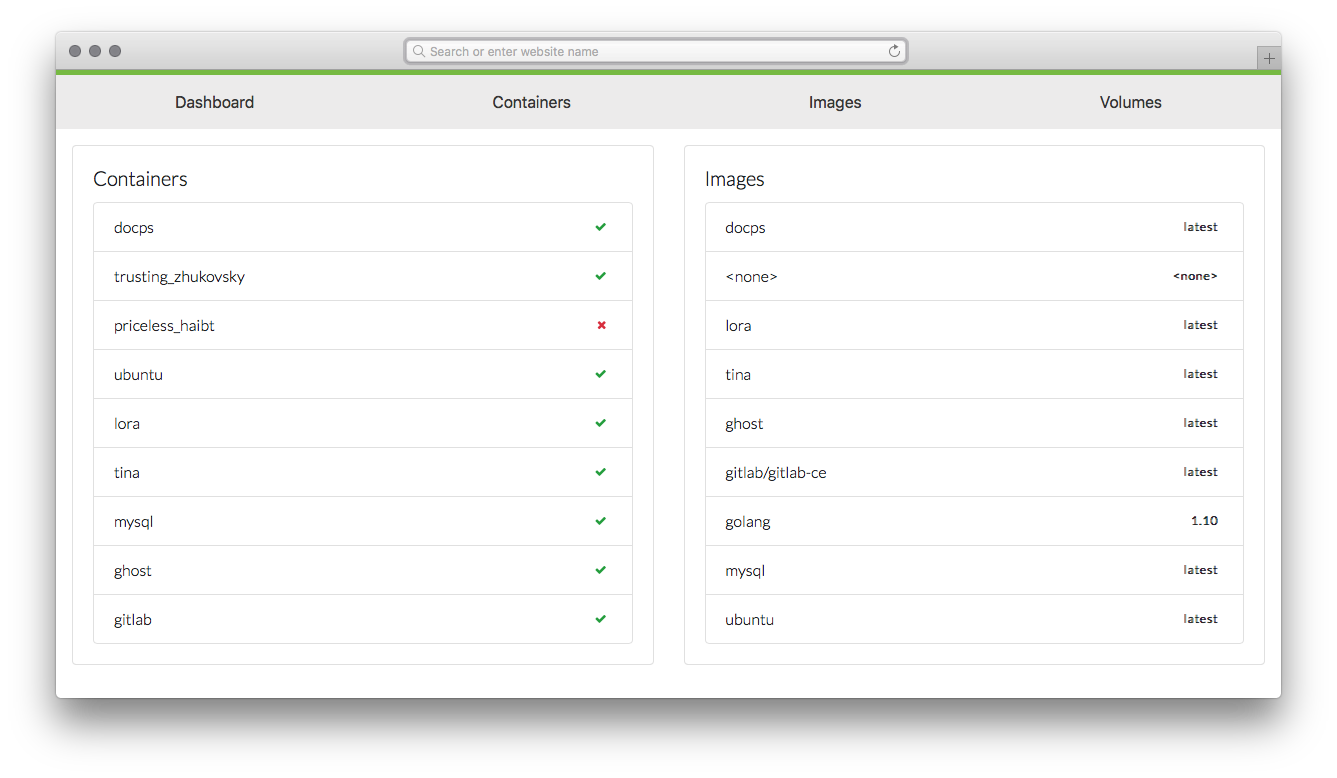 Search or enter website name
Dashboard Containers Images Volumes
Containers
docps
trusting_zhukovsky
priceless_haibt
ubuntu
lora
tina
mysql
ghost
gitlab
Images
docps latest
<none> <none>
lora latest
tina latest
ghost latest
gitlab/gitlab-ce latest
golang 1.10
mysql latest
ubuntu latest